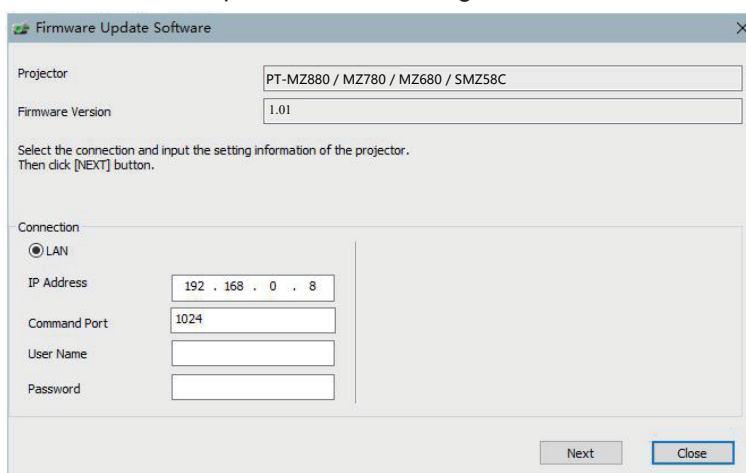 Firmware Update Software
Projector
PT-MZ880 / MZ780 / MZ680 / SMZ58C
Firmware Version
1.01
Select the connection and input the setting information of the projector.
Then click [NEXT] button.
Connection
LAN
IP Address
192 . 168 . 0 . 8
Command Port
1024
User Name
Password
Next
Close